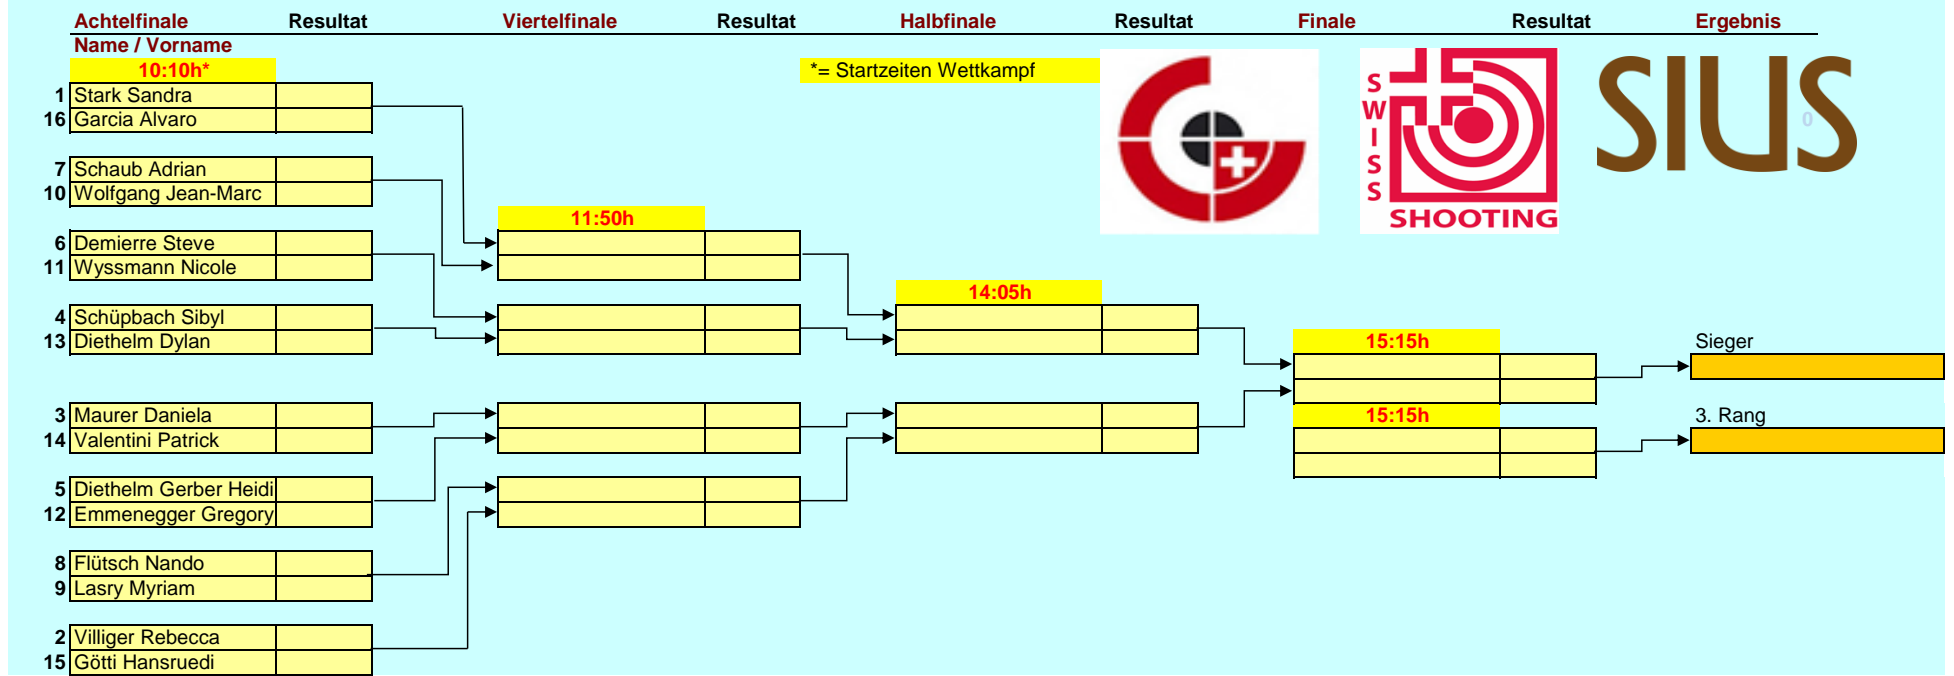 Achtelfinale Resultat Viertelfinale Resultat Halbfinale Resultat Finale Resultat Ergebnis
Name / Vorname
10:10h* *= Startzeiten Wettkampf
1 Stark Sandra
16 Garcia Alvaro
7 Schaub Adrian
10 Wolfgang Jean-Marc
11:50h
6 Demierre Steve
11 Wyssmann Nicole
14:05h
4 Schüpbach Sibyl
13 Diethelm Dylan
15:15h Sieger
3 Maurer Daniela
15:15h 3. Rang
14 Valentini Patrick
5 Diethelm Gerber Heidi
12 Emmenegger Gregory
8 Flütsch Nando
9 Lasry Myriam
2 Villiger Rebecca
15 Götti Hansruedi
SWISS
SHOOTING
SIUS
0